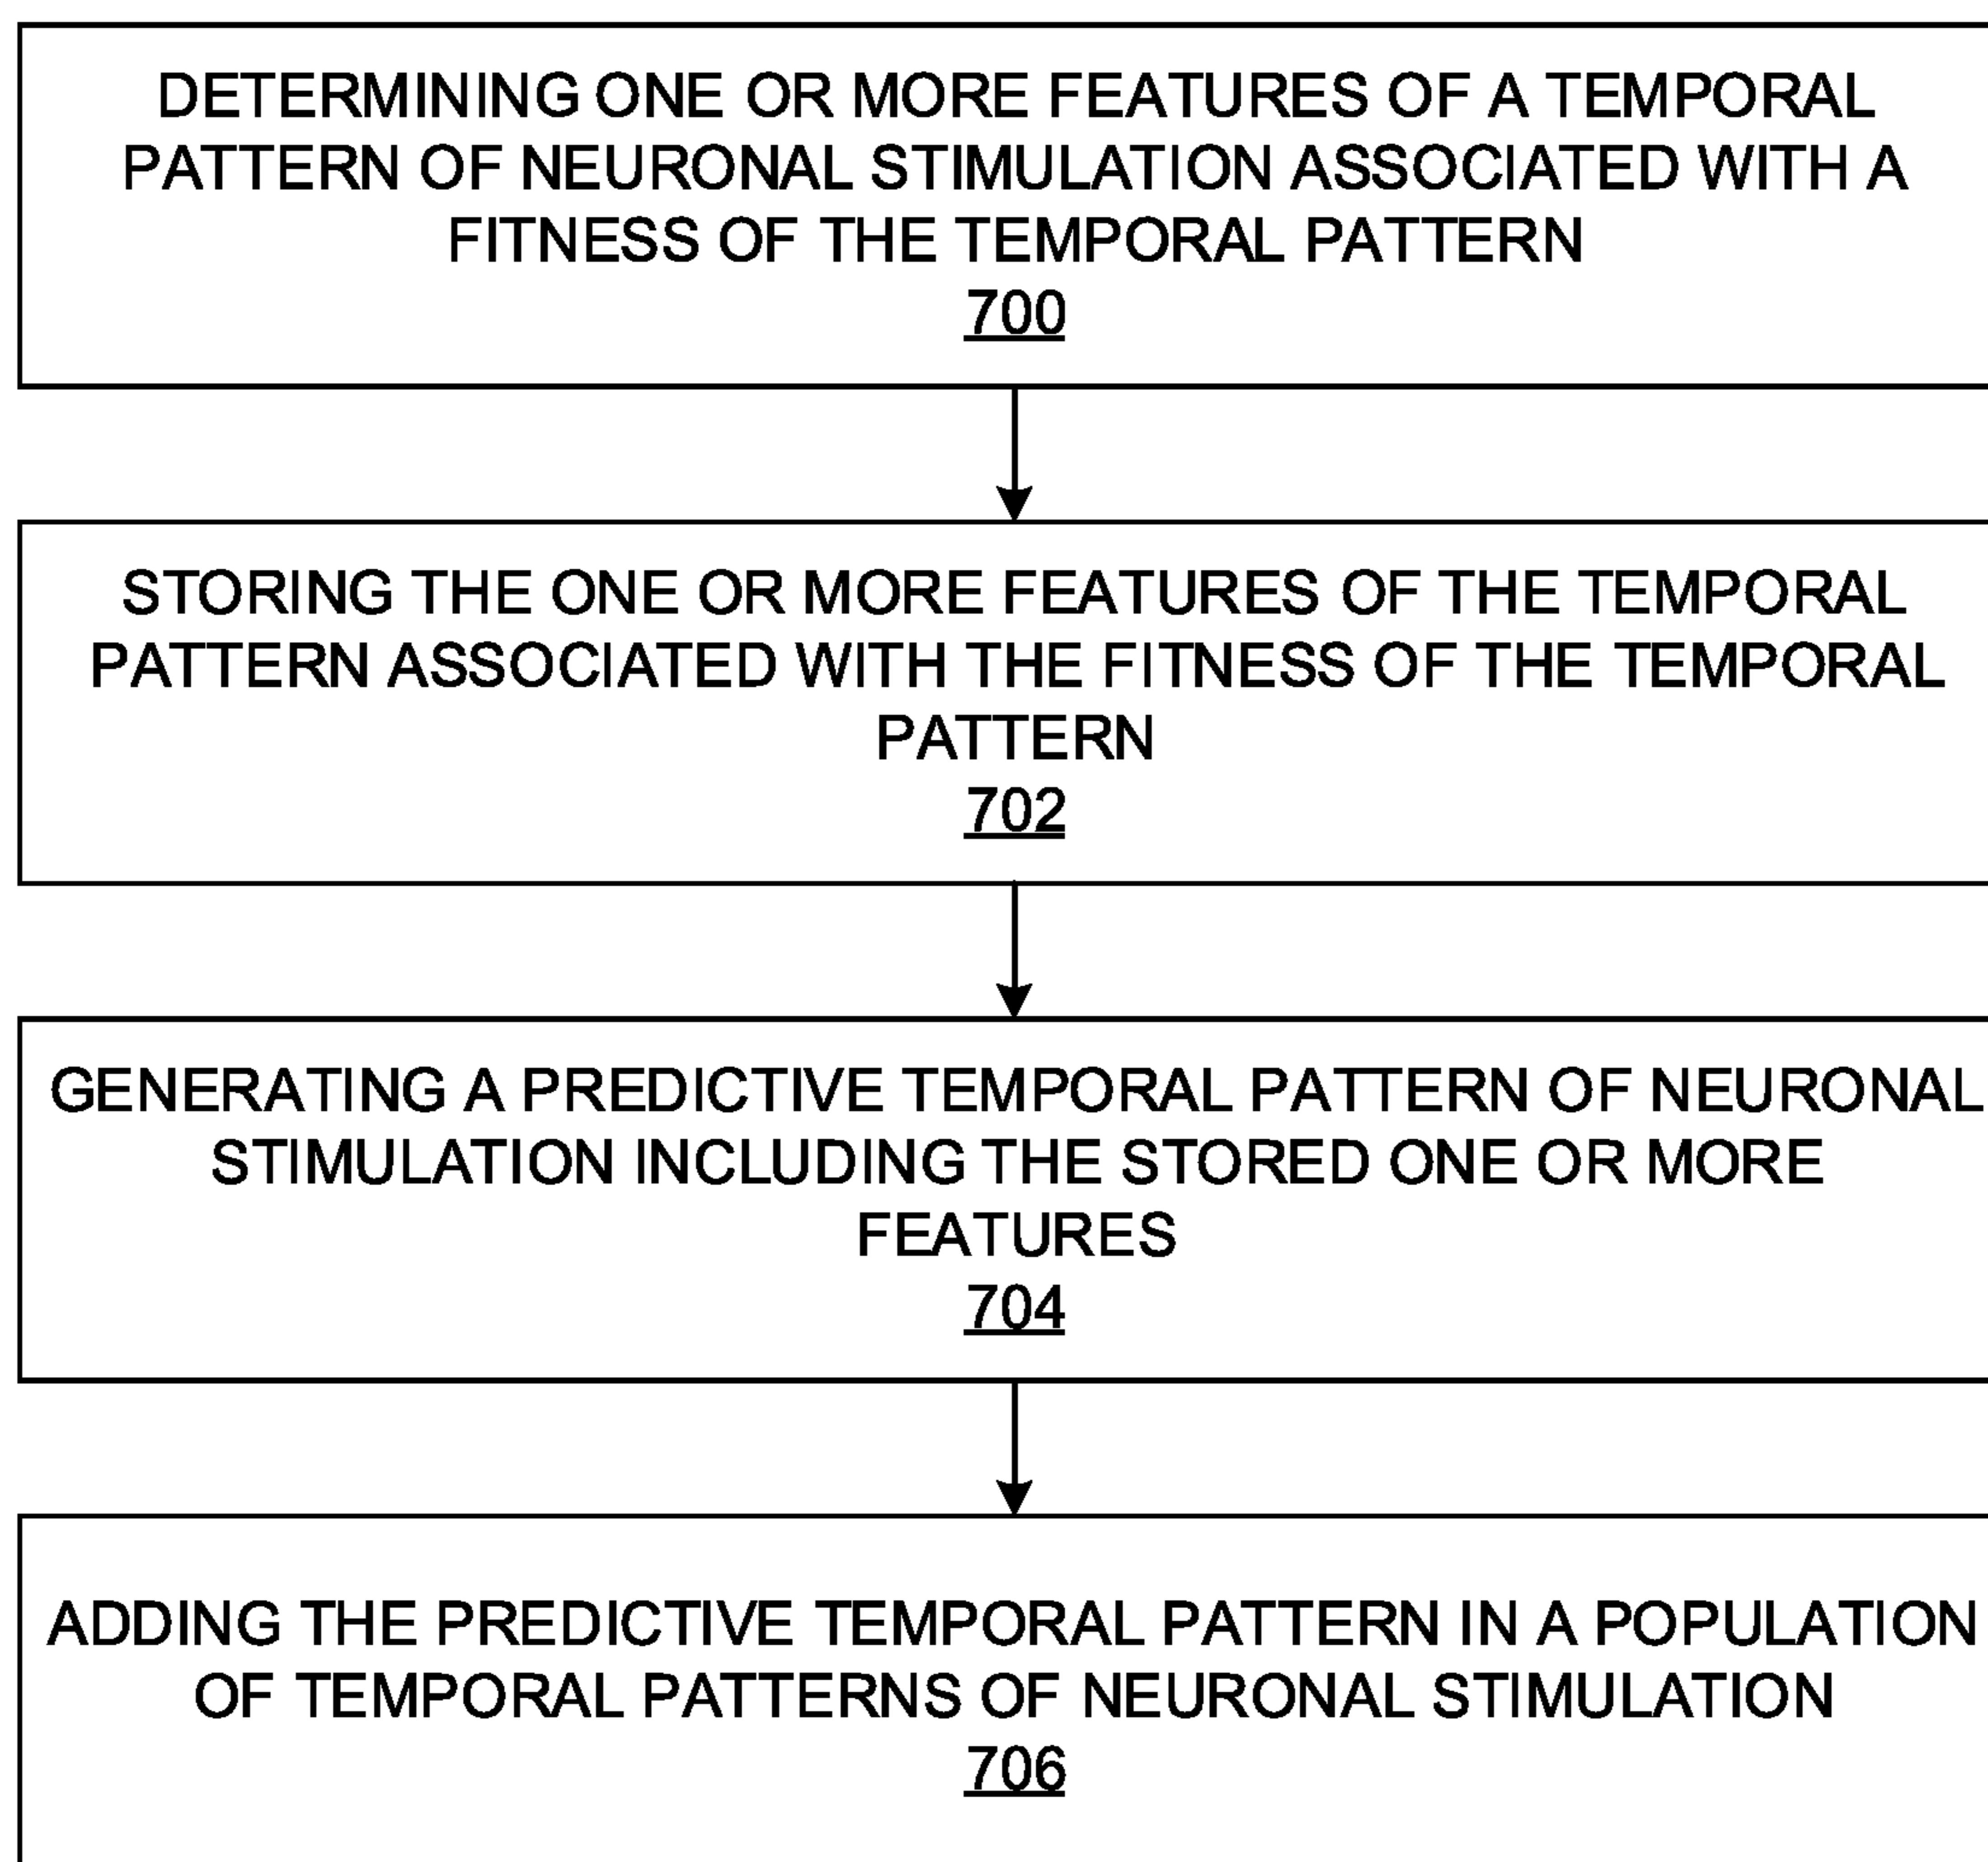 DETERMINING ONE OR MORE FEATURES OF A TEMPORAL
PATTERN OF NEURONAL STIMULATION ASSOCIATED WITH A
FITNESS OF THE TEMPORAL PATTERN
700
STORING THE ONE OR MORE FEATURES OF THE TEMPORAL
PATTERN ASSOCIATED WITH THE FITNESS OF THE TEMPORAL
PATTERN
702
GENERATING A PREDICTIVE TEMPORAL PATTERN OF NEURONAL
STIMULATION INCLUDING THE STORED ONE OR MORE
FEATURES
704
ADDING THE PREDICTIVE TEMPORAL PATTERN IN A POPULATION
OF TEMPORAL PATTERNS OF NEURONAL STIMULATION
706